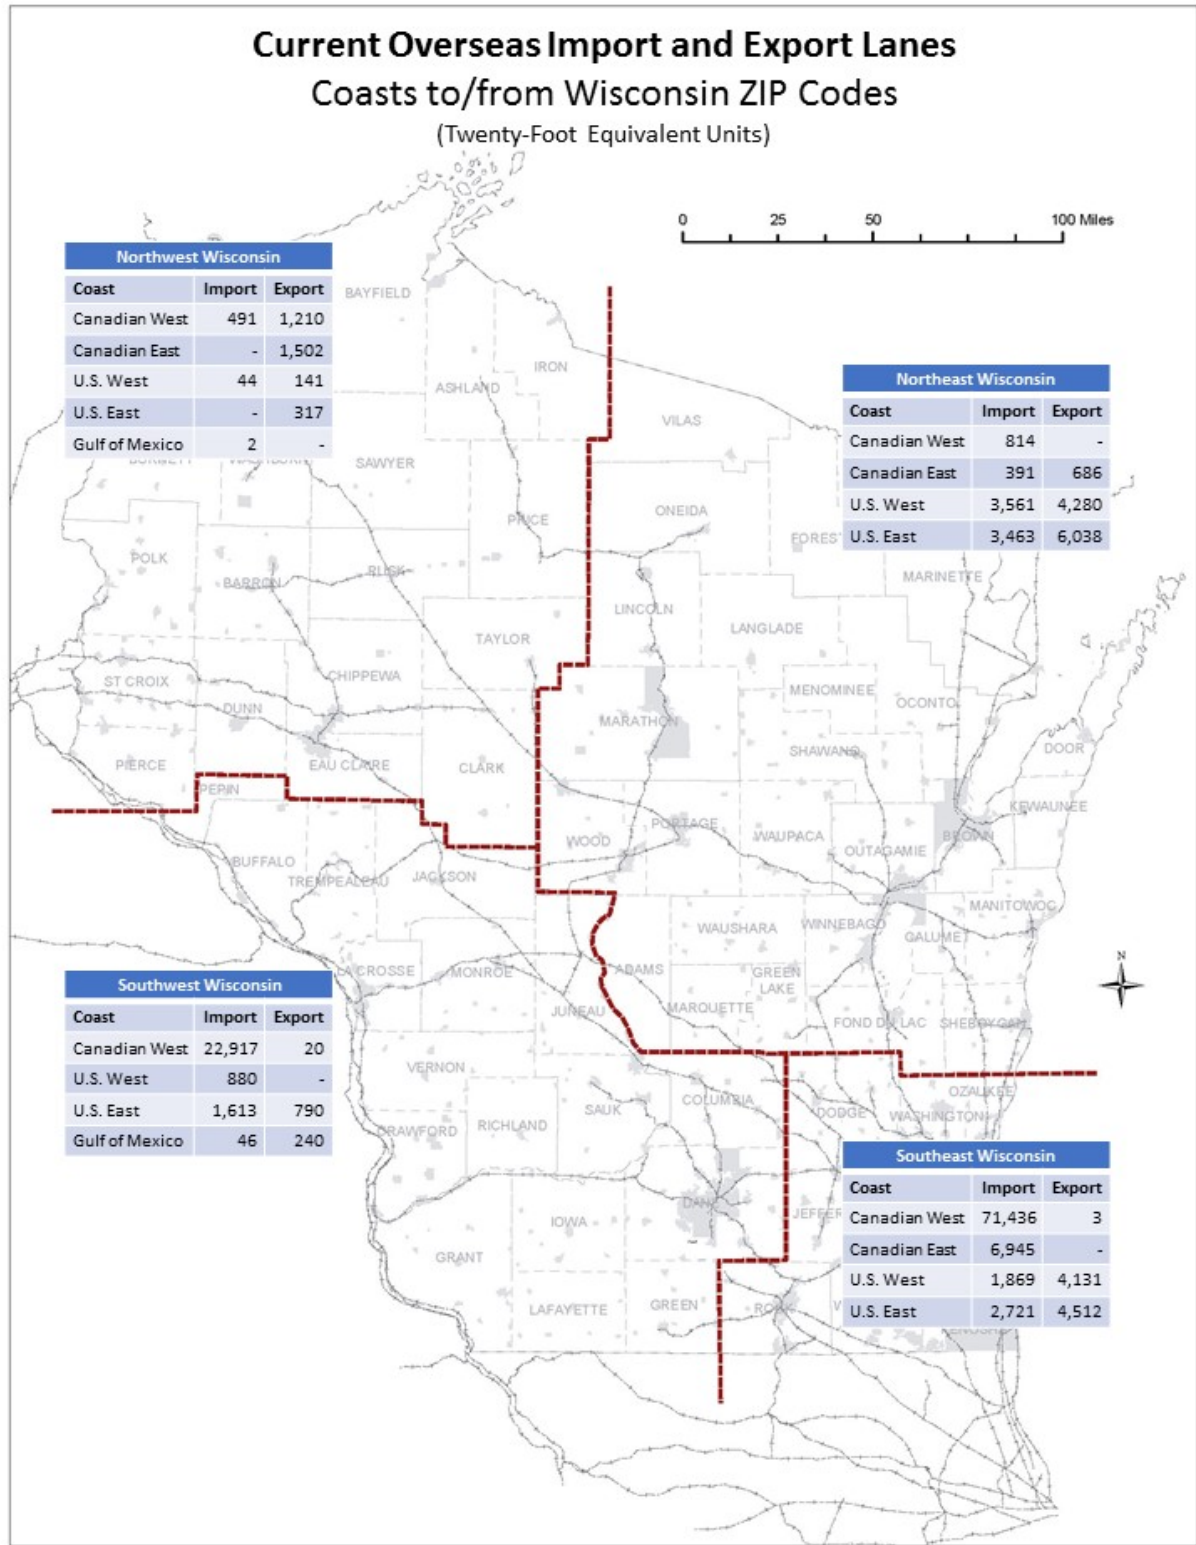 Current Overseas Import and Export Lanes
Coasts to/from Wisconsin ZIP Codes
(Twenty-Foot Equivalent Units)
0 25 50 100 Miles
Northwest Wisconsin
Coast Import Export
Canadian West 491 1,210
Canadian East - 1,502
U.S. West 44 141
U.S. East - 317
Gulf of Mexico 2 -
BAYFIELD
IRON
ASHLAND
Northeast Wisconsin
Coast Import Export
Canadian West 814 -
Canadian East 391 686
U.S. West 3,561 4,280
U.S. East 3,463 6,038
VILAS
SAWYER
PRICE
ONEIDA
POLK
BARRON
RUSK
MARINETTE
LINCOLN
LANGLADE
TAYLOR
ST CROIX
CHIPPEWA
DUNN
MENOMINEE
OCONTO
MARATHON
SHAWANO
DOOR
PIERCE
EAU CLAIRE
CLARK
PEPIN
KEWAUNEE
PORTAGE
WOOD
WAUPACA
BROWN
OUTAGAMIE
BUFFALO
TREMPEALEAU
JACKSON
MANITOWOC
WAUSHARA
WINNEBAGO
CALUMET
N
LA CROSSE
MONROE
ADAMS
GREEN
LAKE
Southwest Wisconsin
Coast Import Export
Canadian West 22,917 20
U.S. West 880 -
U.S. East 1,613 790
Gulf of Mexico 46 240
JUNEAU
MARQUETTE
FOND DU LAC
SHEBOYGAN
VERNON
SAUK
COLUMBIA
DODGE
WASHINGTON
OZAUKEE
CRAWFORD
RICHLAND
Southeast Wisconsin
Coast Import Export
Canadian West 71,436 3
Canadian East 6,945 -
U.S. West 1,869 4,131
U.S. East 2,721 4,512
DANE
IOWA
GRANT
LAFAYETTE
GREEN
ROCK